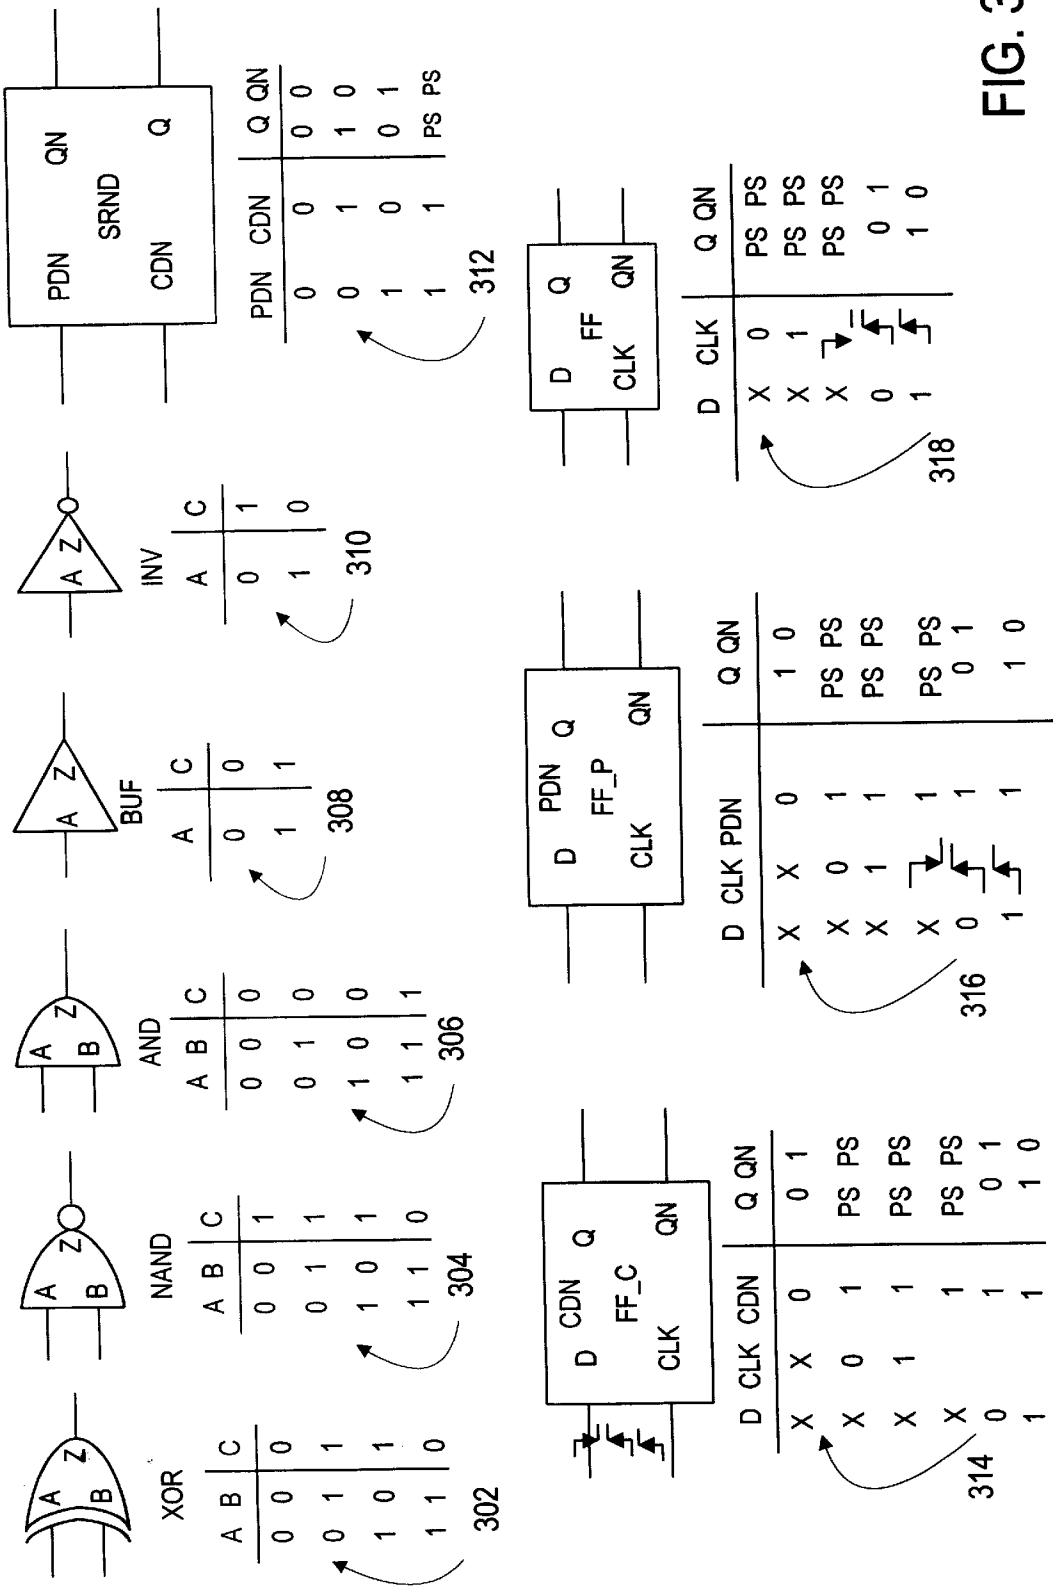 A
B
Z
XOR
A B C
0 0 0
0 1 1
1 0 1
1 1 0
302
A
B
Z
NAND
A B C
0 0 1
0 1 1
1 0 1
1 1 0
304
A
B
Z
AND
A B C
0 0 0
0 1 0
1 0 0
1 1 1
306
A Z
BUF
A C
0 0
1 1
308
A Z
INV
A C
0 1
1 0
310
PDN QN
SRND
CDN Q
PDN CDN Q QN
0 0 0 0
0 1 1 0
1 0 0 1
1 1 PS PS
312
D CDN Q
FF_C
CLK QN
D CLK CDN Q QN
X X 0 0 1
X 0 1 PS PS
X 1 1 PS PS
X 1 PS PS
0 1 0 1
1 1 1 0
314
D PDN Q
FF_P
CLK QN
D CLK PDN Q QN
X X 0 1 0
X 0 1 PS PS
X 1 1 PS PS
X 1 PS PS
0 1 0 1
1 1 1 0
316
D Q
FF
CLK QN
D CLK Q QN
X 0 PS PS
X 1 PS PS
X PS PS
0 0 1
1 1 0
318
FIG. 3